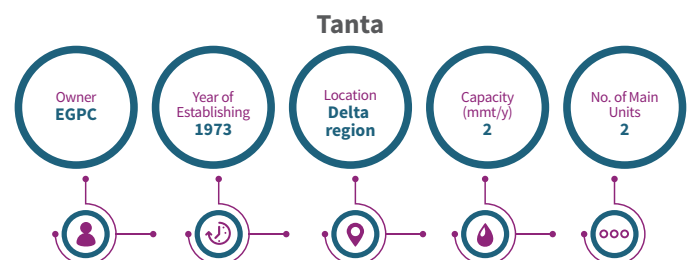 Tanta
Owner
EGPC
Year of
Establishing
1973
Location
Delta
region
Capacity
(mmt/y)
2
No. of Main
Units
2